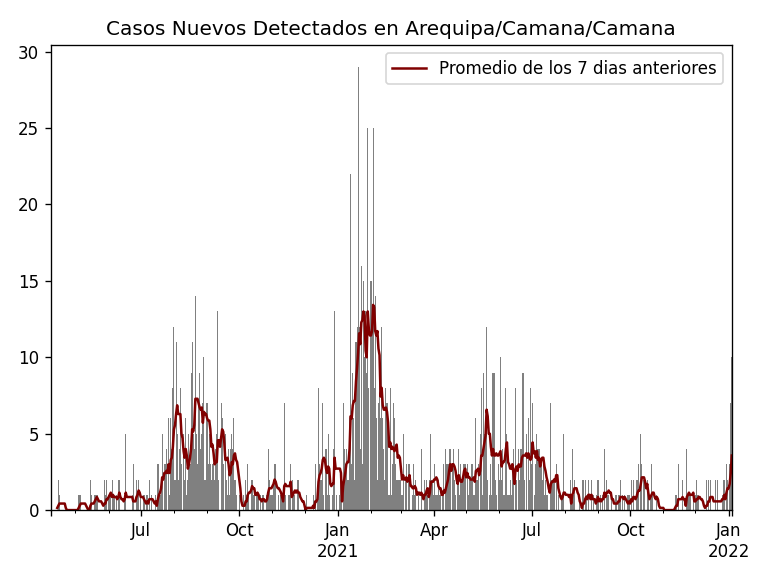 Casos Nuevos Detectados en Arequipa/Camana/Camana
Promedio de los 7 dias anteriores
30
25
20
15
10
5
0
Jul
Oct
Jan
2021
Apr
Jul
Oct
Jan
2022